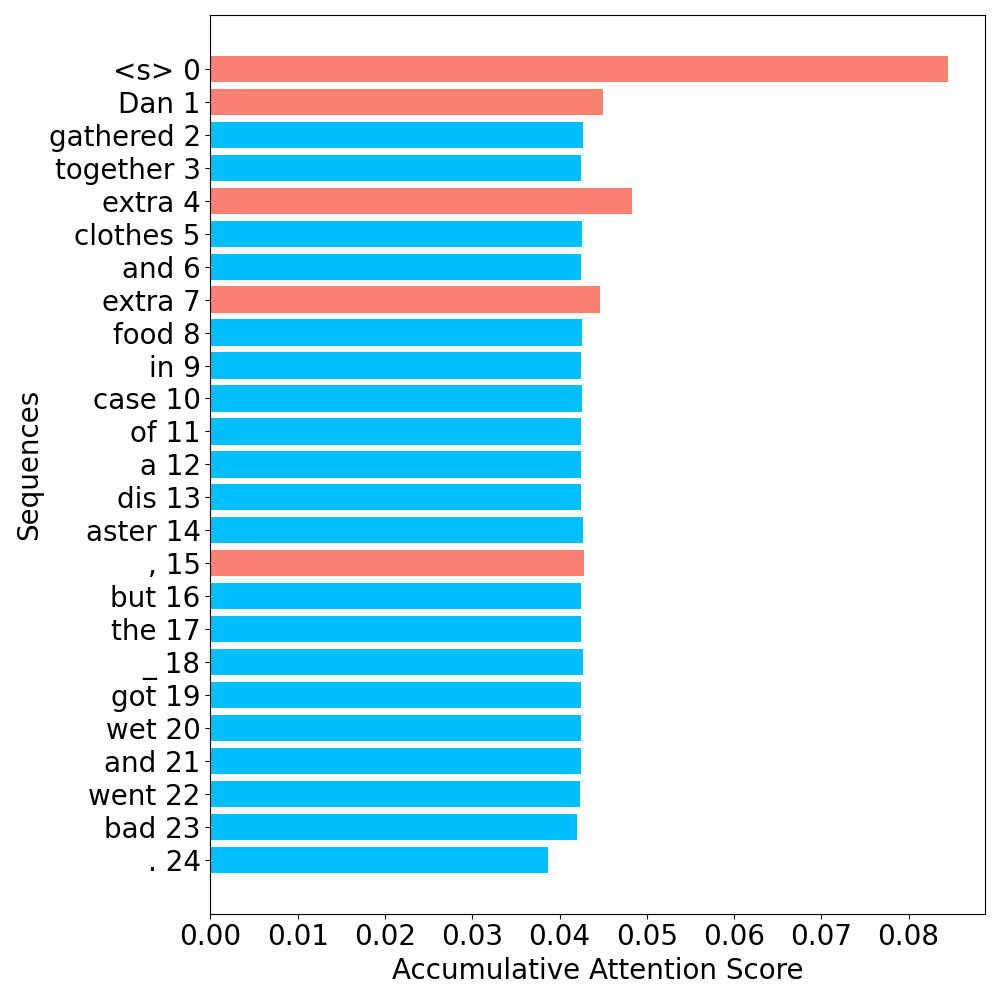 <s> 0
Dan 1
gathered 2
together 3
extra 4
clothes 5
and 6
extra 7
food 8
in 9
case 10
of 11
a 12
dis 13
aster 14
, 15
but 16
the 17
_ 18
got 19
wet 20
and 21
went 22
bad 23
. 24
Sequences
0.00 0.01 0.02 0.03 0.04 0.05 0.06 0.07 0.08
Accumulative Attention Score